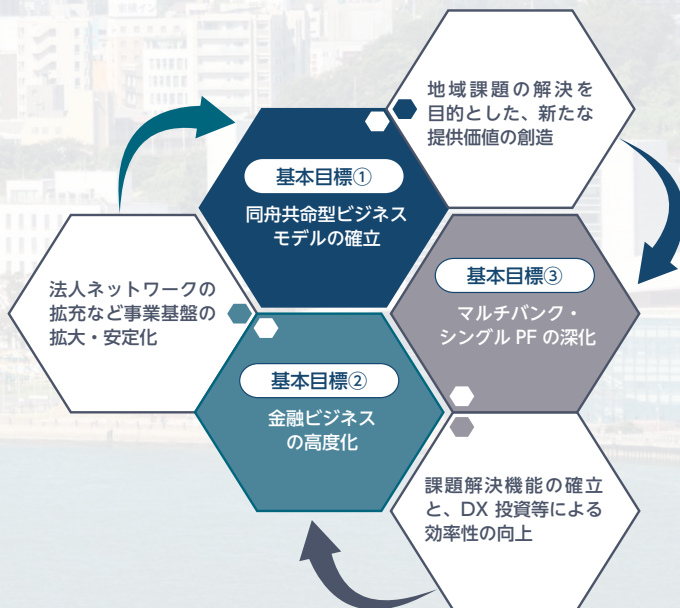 地域課題の解決を
目的とした、新たな
提供価値の創造
基本目標①
同舟共命型ビジネス
モデルの確立
基本目標③
マルチバンク・
シングル PF の深化
法人ネットワークの
拡充など事業基盤の
拡大・安定化
基本目標②
金融ビジネス
の高度化
課題解決機能の確立
と、DX 投資等による
効率性の向上